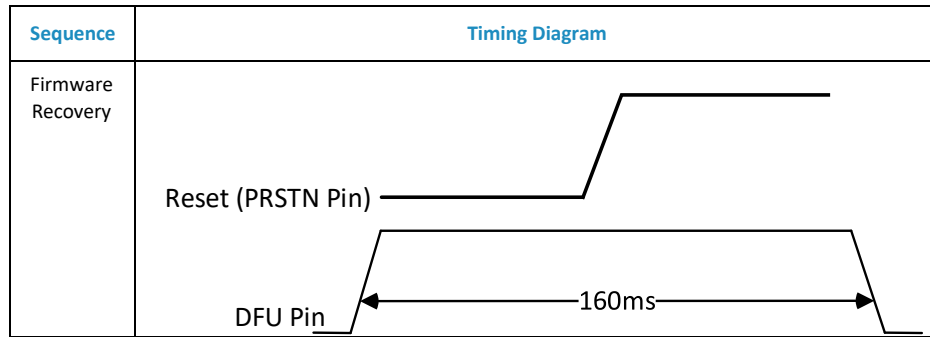 Sequence
Timing Diagram
Firmware
Recovery
Reset (PRSTN Pin)
160ms
DFU Pin